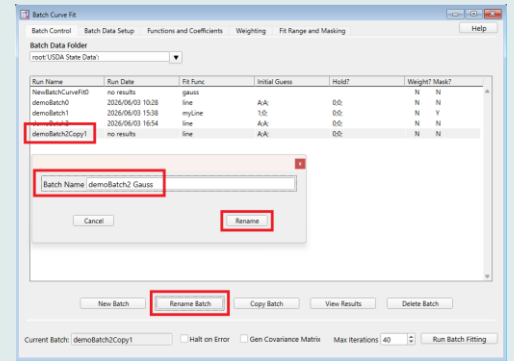 Batch Curve Fit
Batch Control Batch Data Setup Functions and Coefficients Weighting Fit Range and Masking Help
Batch Data Folder
root:'USDA State Data':
Run Name Run Date Fit Func Initial Guess Hold? Weight? Mask?
NewBatchCurveFit0 no results gauss N N
demoBatch0 2026/06/03 10:28 line A;A; 0;0; N N
demoBatch1 2026/06/03 15:38 myLine 1;0; 0;0; N Y
demoBatch2 2026/06/03 16:54 line A;A; 0;0; N N
demoBatch2Copy1 no results line A;A; 0;0; N N
Batch Name demoBatch2 Gauss
Cancel Rename
New Batch Rename Batch Copy Batch View Results Delete Batch
Current Batch: demoBatch2Copy1 Halt on Error Gen Covariance Matrix Max Iterations 40 Run Batch Fitting